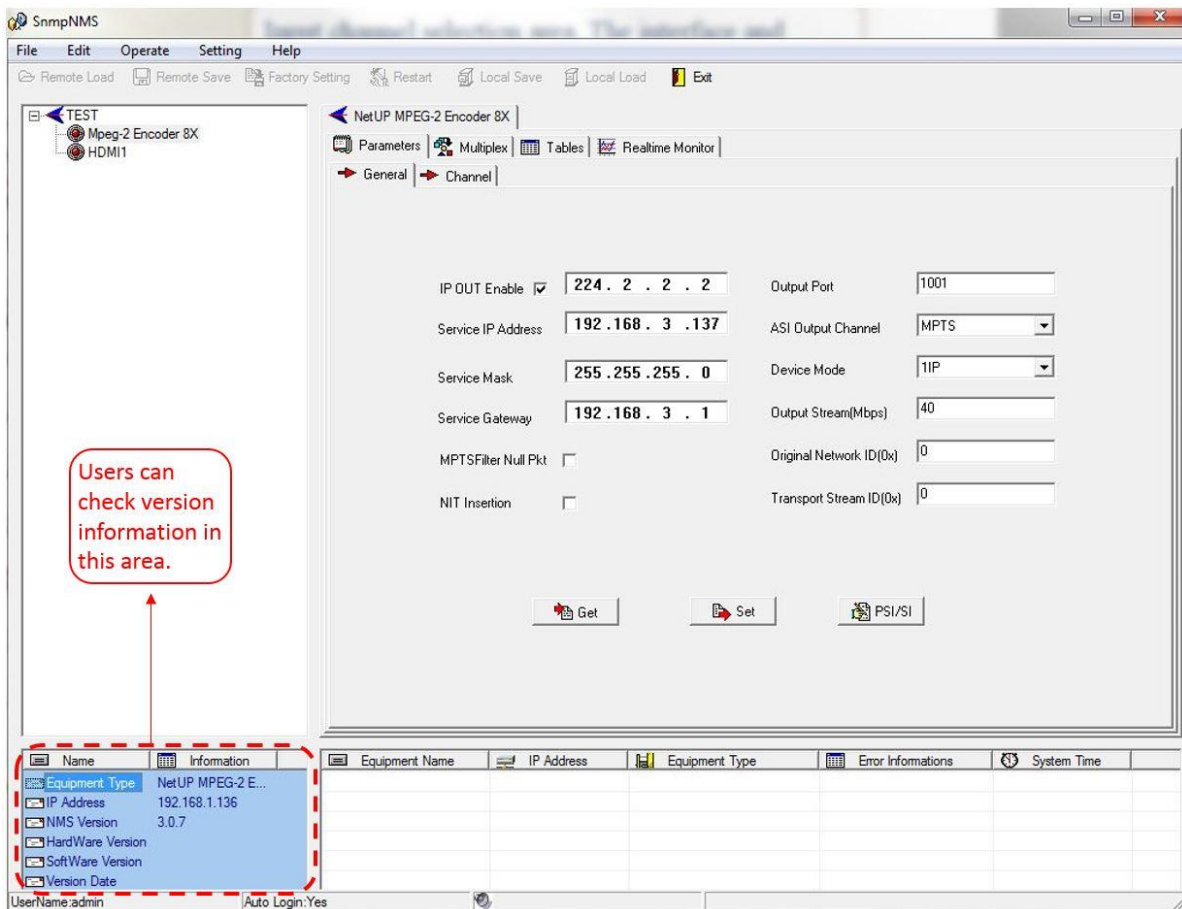 SnmpNMS
Input channel selection area. The interface and
File Edit Operate Setting Help
Remote Load Remote Save Factory Setting Restart Local Save Local Load Exit
TEST
Mpeg-2 Encoder 8X
HDMI1
NetUP MPEG-2 Encoder 8X
Parameters Multiplex Tables Realtime Monitor
General Channel
IP OUT Enable 224. 2 . 2 . 2 Output Port 1001
Service IP Address 192.168. 3 .137 ASI Output Channel MPTS
Service Mask 255.255.255. 0 Device Mode 1IP
Service Gateway 192.168. 3 . 1 Output Stream(Mbps) 40
MPTSFilter Null Pkt Original Network ID(0x) 0
NIT Insertion Transport Stream ID(0x) 0
Users can
check version
information in
this area.
Get Set PSI/SI
Name Information
Equipment Type NetUP MPEG-2 E...
IP Address 192.168.1.136
NMS Version 3.0.7
HardWare Version
SoftWare Version
Version Date
Equipment Name IP Address Equipment Type Error Informations System Time
UserName:admin Auto Login:Yes